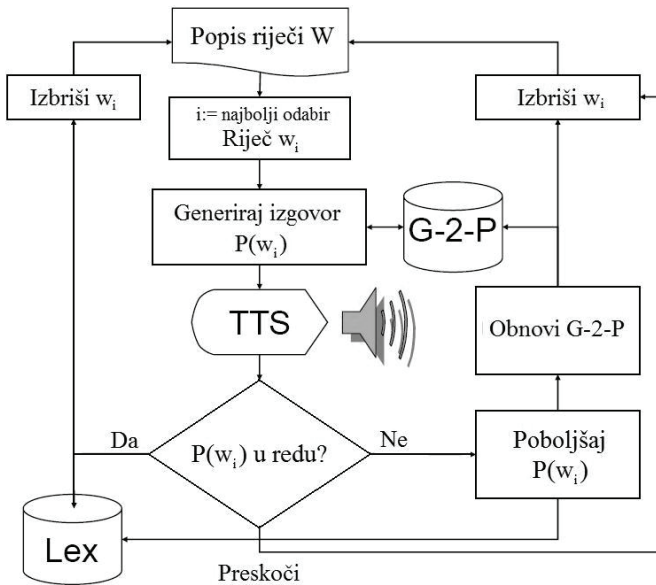 Popis riječi W
Izbriši wᵢ
Izbriši wᵢ
i:= najbolji odabir
Riječ wᵢ
Generiraj izgovor
P(wᵢ)
G-2-P
TTS
Obnovi G-2-P
Da
P(wᵢ) u redu?
Ne
Poboljšaj
P(wᵢ)
Lex
Preskoči